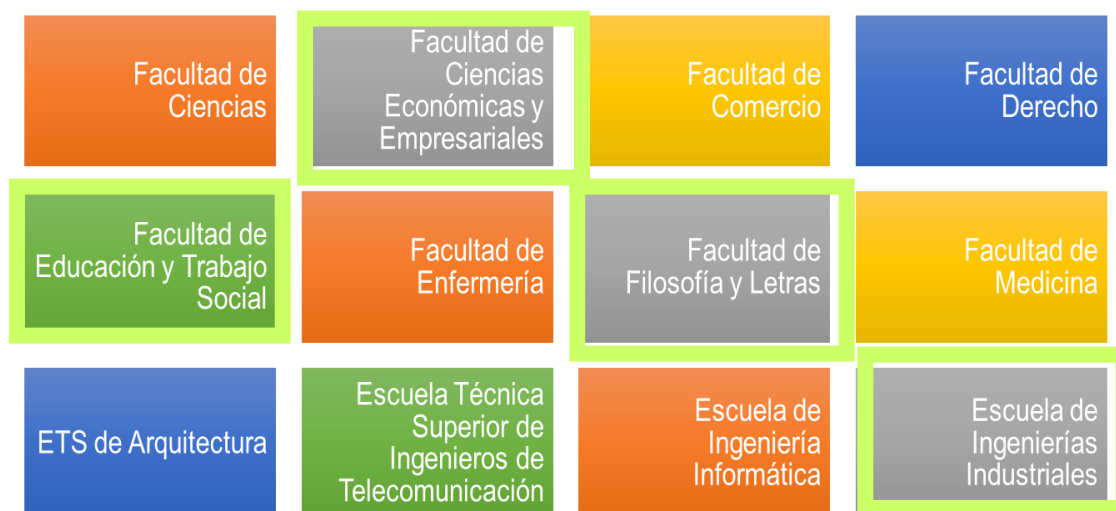 Facultad de
Ciencias
Facultad de
Ciencias
Económicas y
Empresariales
Facultad de
Comercio
Facultad de
Derecho
Facultad de
Educación y Trabajo
Social
Facultad de
Enfermería
Facultad de
Filosofía y Letras
Facultad de
Medicina
ETS de Arquitectura
Escuela Técnica
Superior de
Ingenieros de
Telecomunicación
Escuela de
Ingeniería
Informática
Escuela de
Ingenierías
Industriales